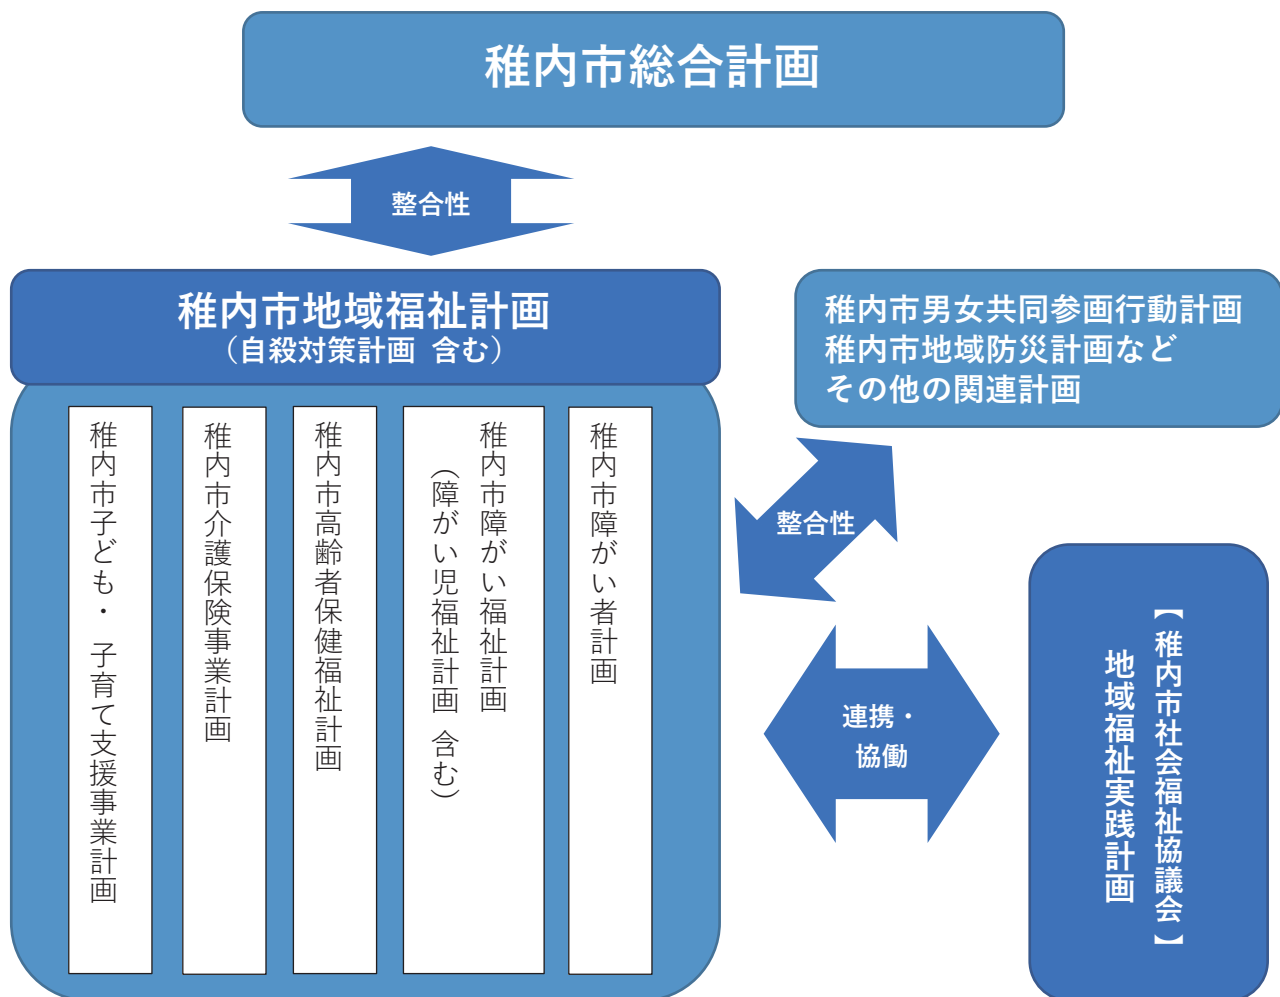 稚内市総合計画
整合性
稚内市地域福祉計画
（自殺対策計画 含む）
稚内市男女共同参画行動計画
稚内市地域防災計画など
その他の関連計画
稚内市障がい者計画
稚内市障がい福祉計画
（障がい児福祉計画 含む）
稚内市高齢者保健福祉計画
稚内市介護保険事業計画
稚内市子ども・ 子育て支援事業計画
整合性
連携・
協働
【稚内市社会福祉協議会】
地域福祉実践計画